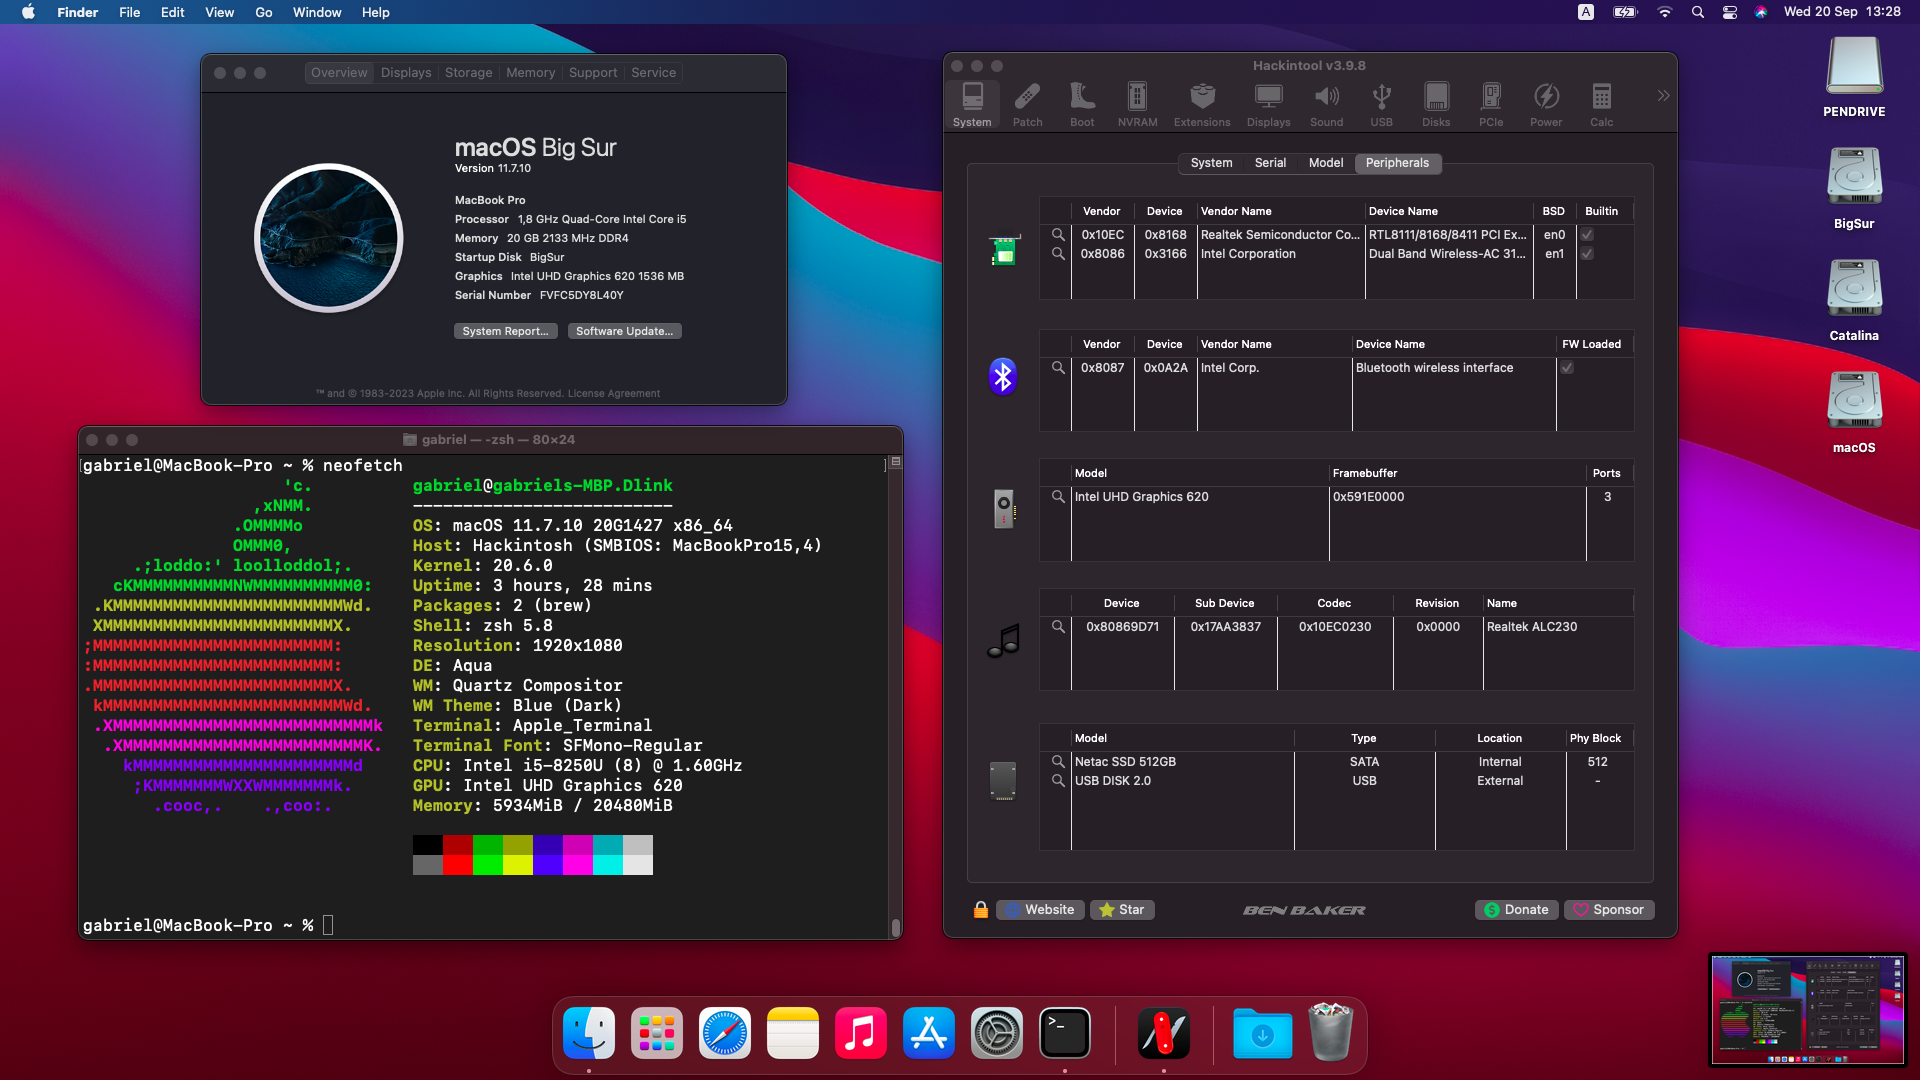 Finder File Edit View Go Window Help
A Wed 20 Sep 13:28
Overview Displays Storage Memory Support Service
macOS Big Sur
Version 11.7.10
MacBook Pro
Processor 1,8 GHz Quad-Core Intel Core i5
Memory 20 GB 2133 MHz DDR4
Startup Disk BigSur
Graphics Intel UHD Graphics 620 1536 MB
Serial Number FVFC5DY8L40Y
System Report... Software Update...
™ and © 1983-2023 Apple Inc. All Rights Reserved. License Agreement
gabriel — -zsh — 80×24
[gabriel@MacBook-Pro ~ % neofetch ]
'c. gabriel@gabriels-MBP.Dlink
,xNMM. --------------------------
.OMMMMo OS: macOS 11.7.10 20G1427 x86_64
OMMM0, Host: Hackintosh (SMBIOS: MacBookPro15,4)
.;loddo:' loolloddol;. Kernel: 20.6.0
cKMMMMMMMMMMNWMMMMMMMMMM0: Uptime: 3 hours, 28 mins
.KMMMMMMMMMMMMMMMMMMMMMMMWd. Packages: 2 (brew)
XMMMMMMMMMMMMMMMMMMMMMMMX. Shell: zsh 5.8
;MMMMMMMMMMMMMMMMMMMMMMMM: Resolution: 1920x1080
:MMMMMMMMMMMMMMMMMMMMMMMM: DE: Aqua
.MMMMMMMMMMMMMMMMMMMMMMMMX. WM: Quartz Compositor
kMMMMMMMMMMMMMMMMMMMMMMMMWd. WM Theme: Blue (Dark)
.XMMMMMMMMMMMMMMMMMMMMMMMMMMk Terminal: Apple_Terminal
.XMMMMMMMMMMMMMMMMMMMMMMMMK. Terminal Font: SFMono-Regular
kMMMMMMMMMMMMMMMMMMMMMMd CPU: Intel i5-8250U (8) @ 1.60GHz
;KMMMMMMMWXXWMMMMMMMk. GPU: Intel UHD Graphics 620
.cooc,. .,coo:. Memory: 5934MiB / 20480MiB
gabriel@MacBook-Pro ~ %
Hackintool v3.9.8
System Patch Boot NVRAM Extensions Displays Sound USB Disks PCIe Power Calc
System Serial Model Peripherals
Vendor Device Vendor Name Device Name BSD Builtin
0x10EC 0x8168 Realtek Semiconductor Co... RTL8111/8168/8411 PCI Ex... en0
0x8086 0x3166 Intel Corporation Dual Band Wireless-AC 31... en1
Vendor Device Vendor Name Device Name FW Loaded
0x8087 0x0A2A Intel Corp. Bluetooth wireless interface
Model Framebuffer Ports
Intel UHD Graphics 620 0x591E0000 3
Device Sub Device Codec Revision Name
0x80869D71 0x17AA3837 0x10EC0230 0x0000 Realtek ALC230
Model Type Location Phy Block
Netac SSD 512GB SATA Internal 512
USB DISK 2.0 USB External -
Website Star BEN BAKER Donate Sponsor
PENDRIVE
BigSur
Catalina
macOS